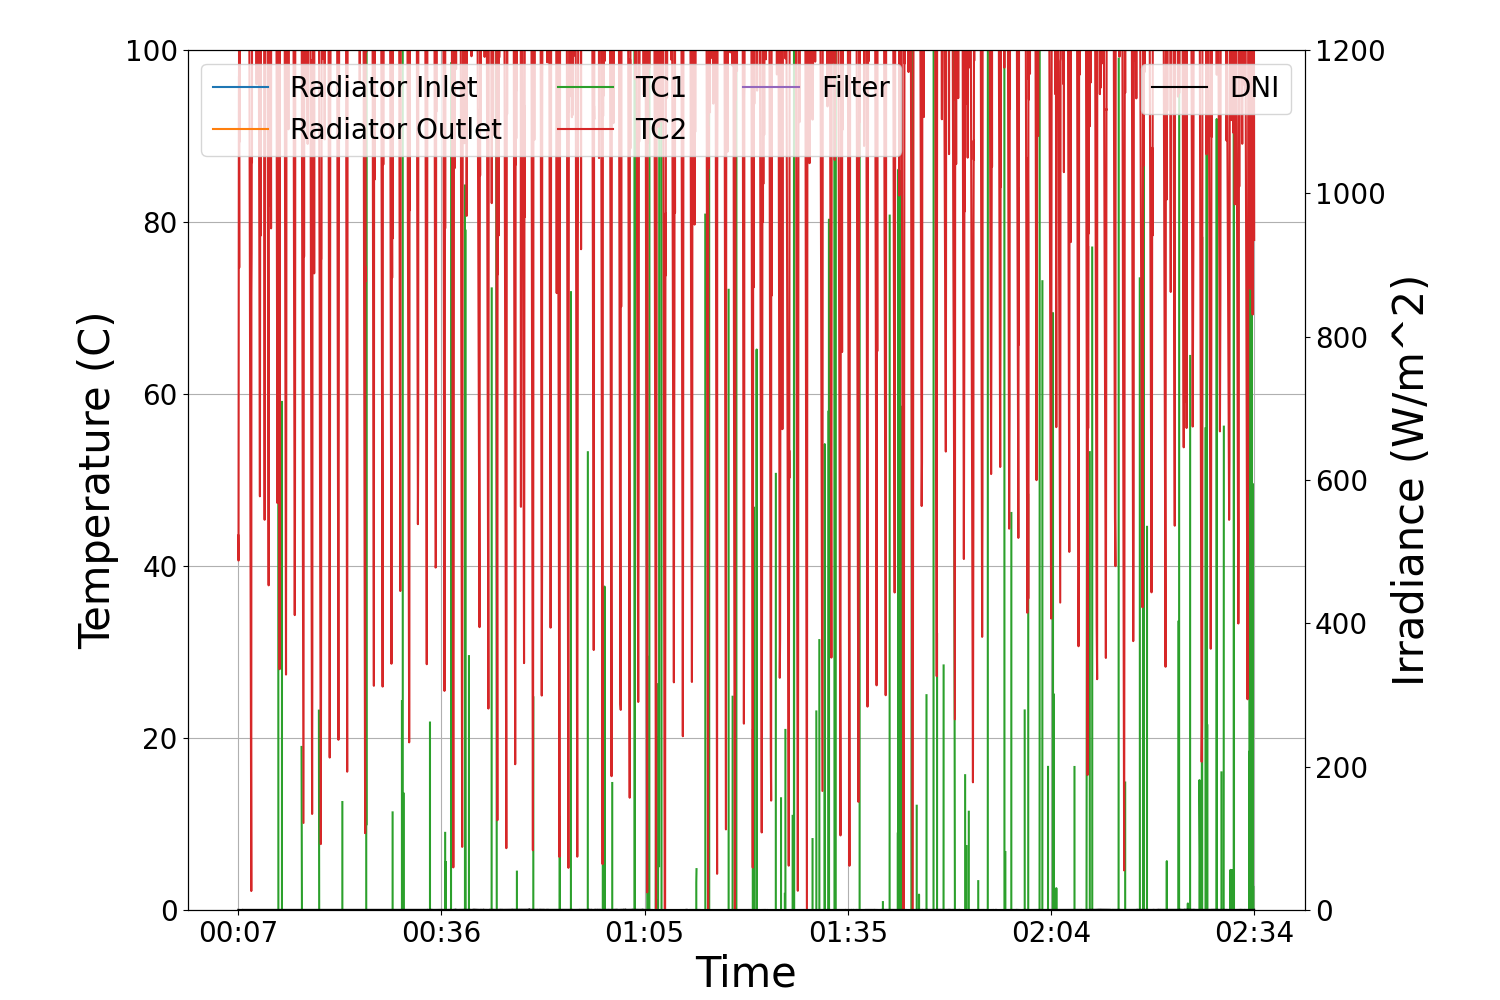 100
80
60
40
20
0
Temperature (C)
Radiator Inlet
Radiator Outlet
TC1
TC2
Filter
DNI
1200
1000
800
600
400
200
0
Irradiance (W/m^2)
00:07
00:36
01:05
01:35
02:04
02:34
Time